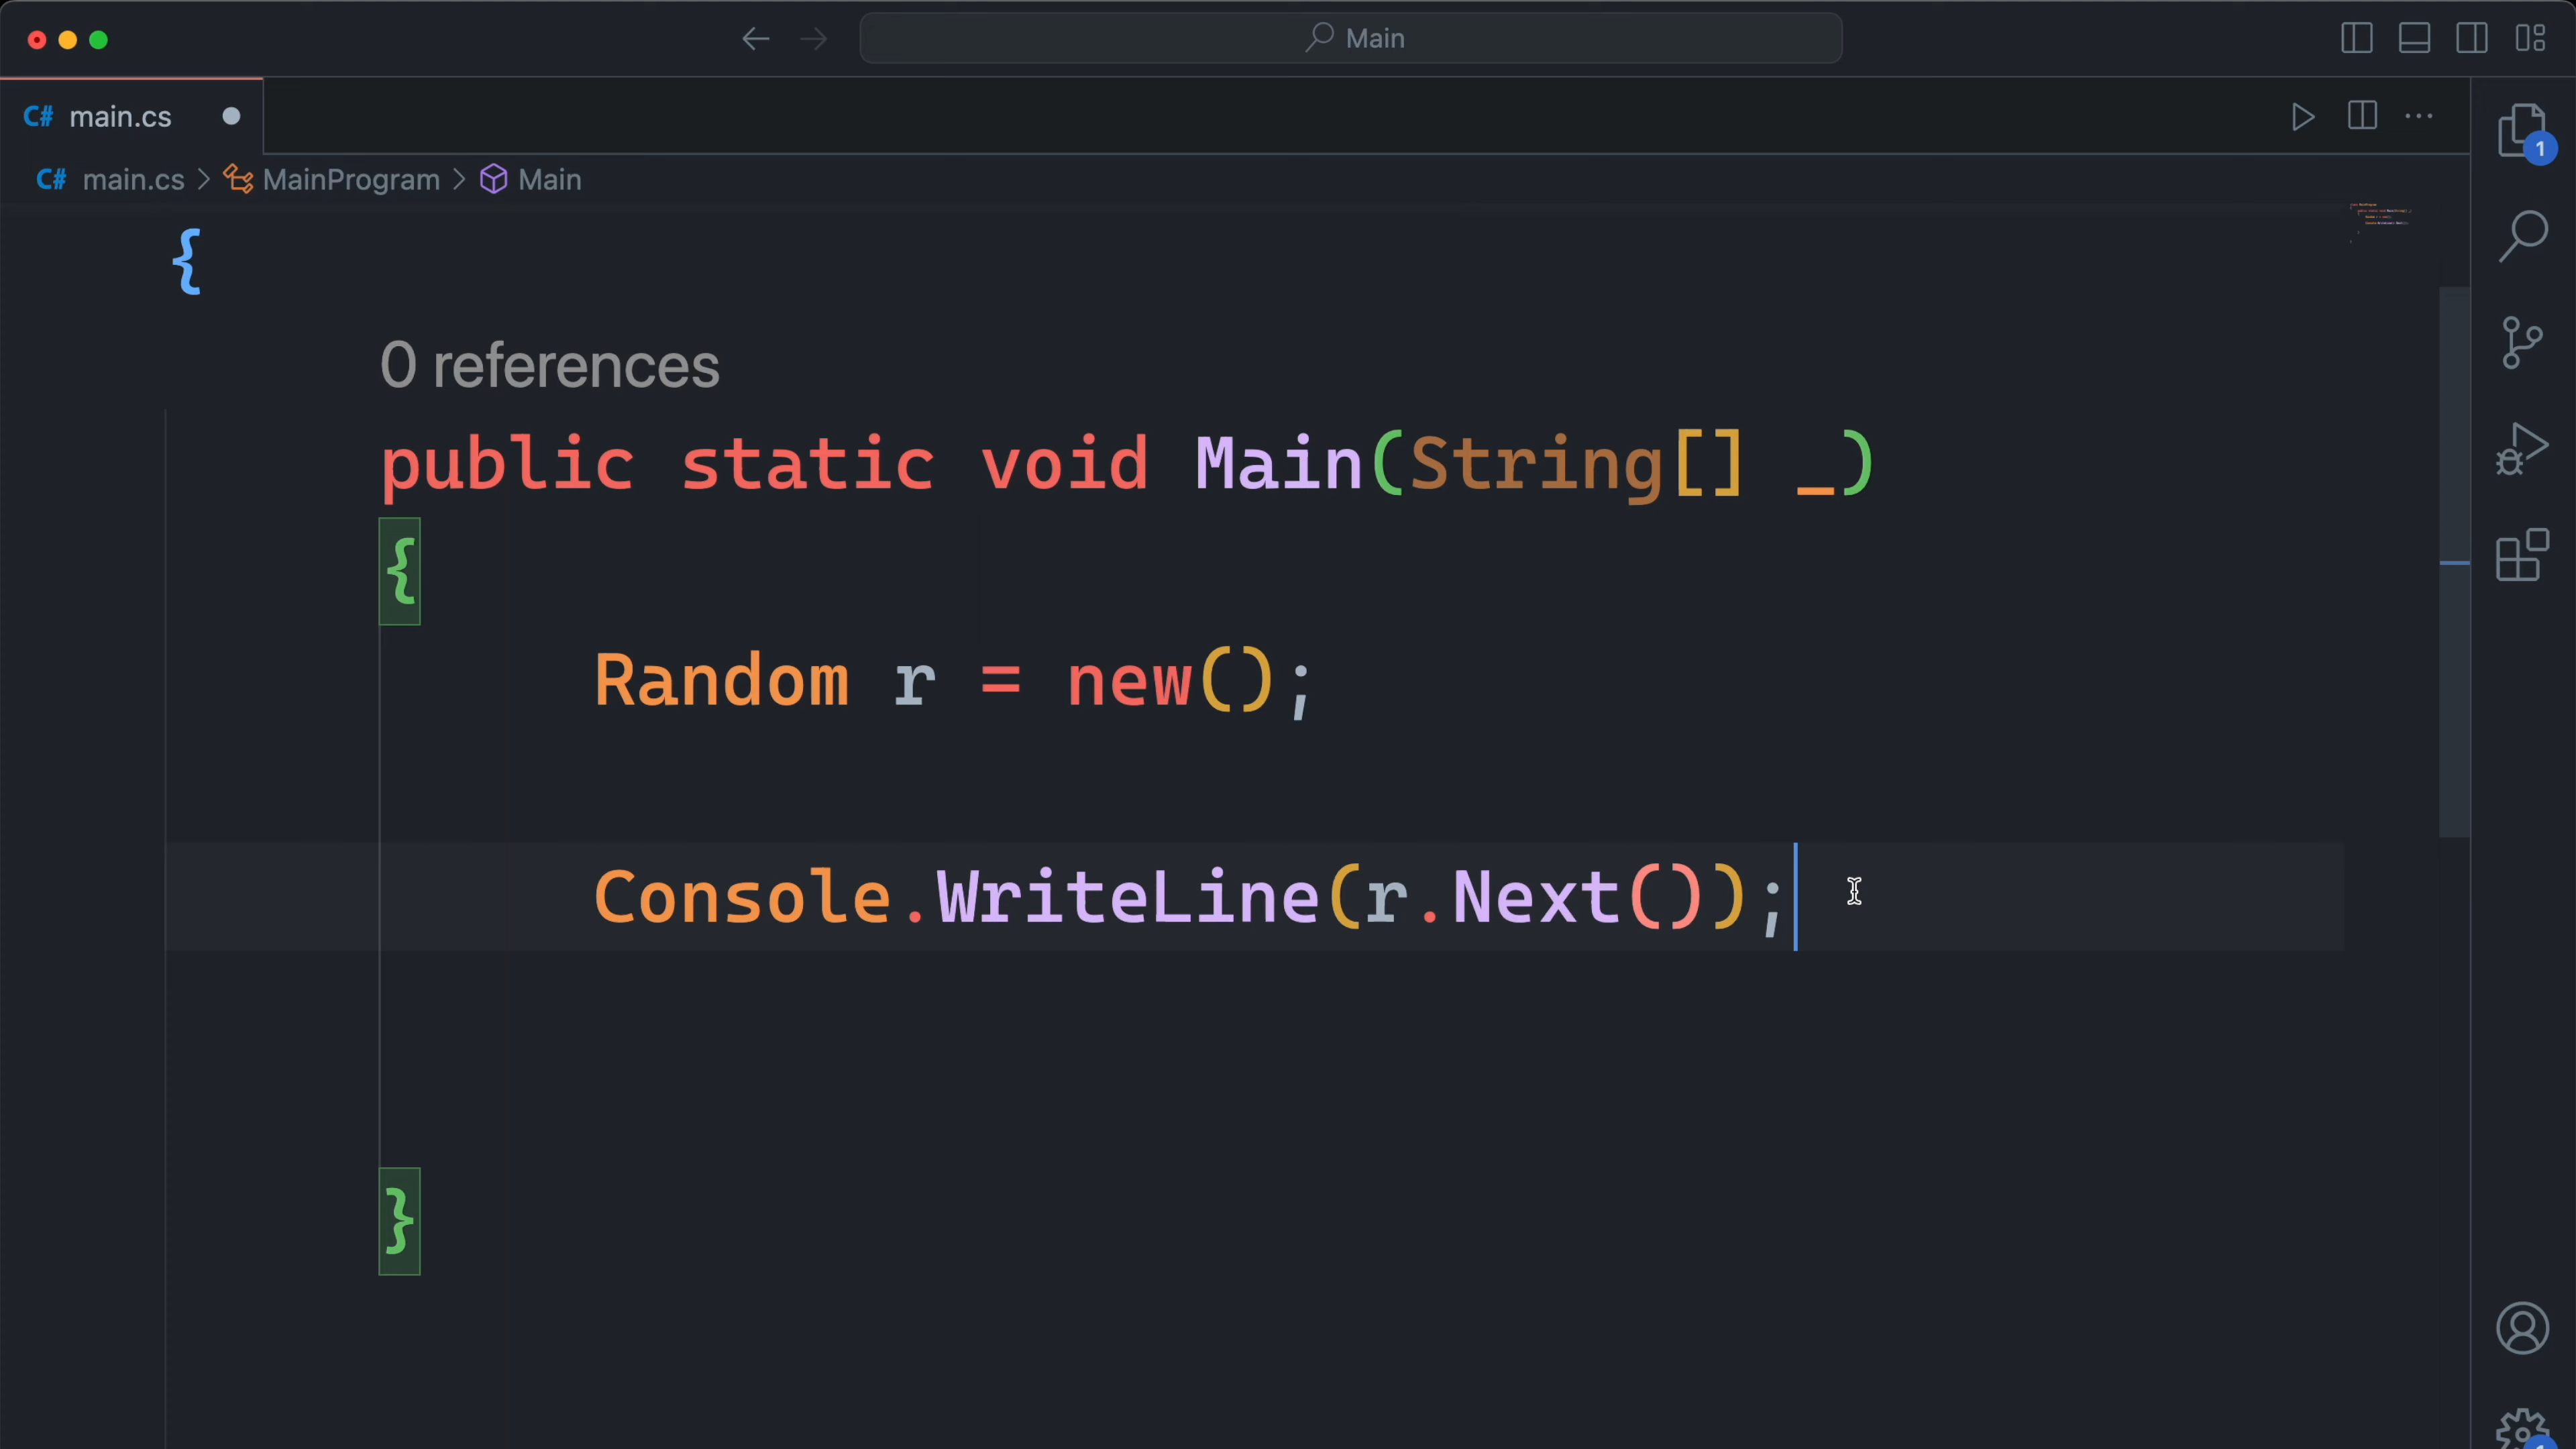 Main
C# main.cs
1
C# main.cs > MainProgram > Main
{
0 references
public static void Main(String[] _)
{
Random r = new();
Console.WriteLine(r.Next());
}